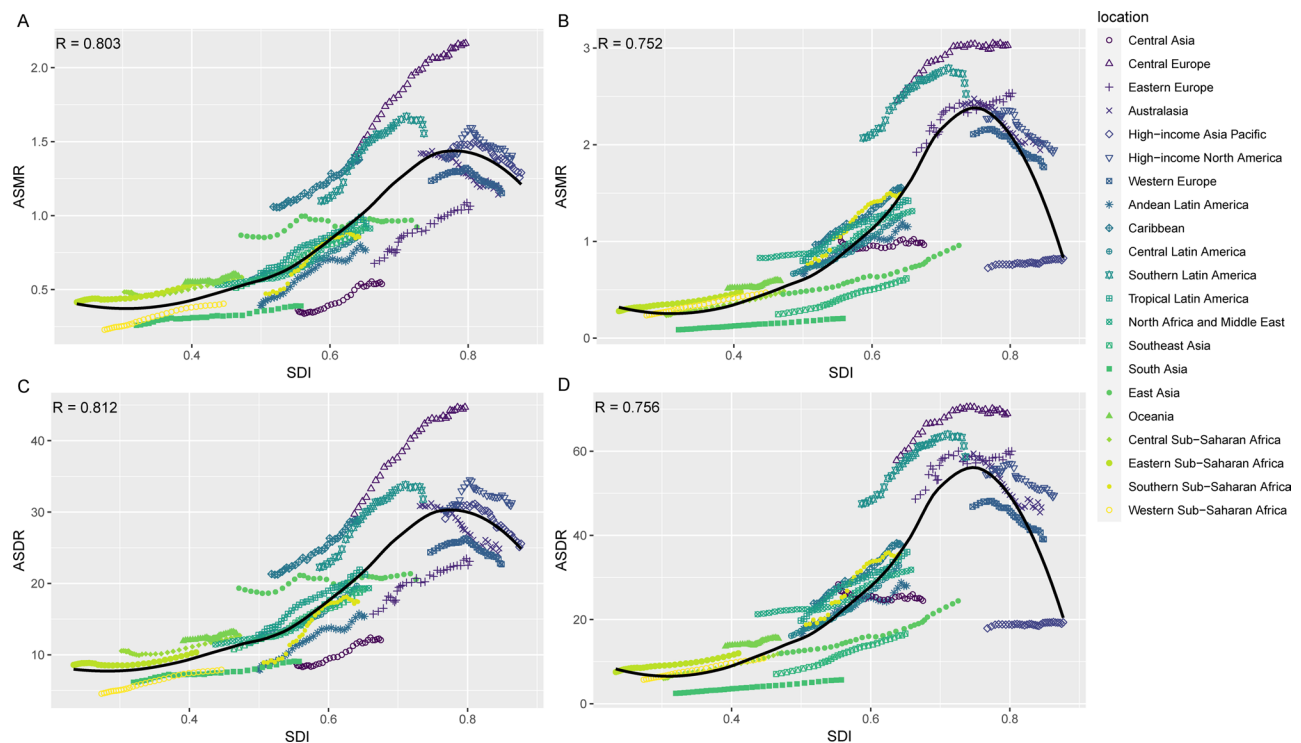 A
R = 0.803
2.0
1.5
1.0
0.5
ASMR
0.4
0.6
0.8
SDI
B
R = 0.752
3
2
1
0
ASMR
0.4
0.6
0.8
SDI
C
R = 0.812
40
30
20
10
ASDR
0.4
0.6
0.8
SDI
D
R = 0.756
60
40
20
0
ASDR
0.4
0.6
0.8
SDI
location
Central Asia
Central Europe
Eastern Europe
Australasia
High−income Asia Pacific
High−income North America
Western Europe
Andean Latin America
Caribbean
Central Latin America
Southern Latin America
Tropical Latin America
North Africa and Middle East
Southeast Asia
South Asia
East Asia
Oceania
Central Sub−Saharan Africa
Eastern Sub−Saharan Africa
Southern Sub−Saharan Africa
Western Sub−Saharan Africa